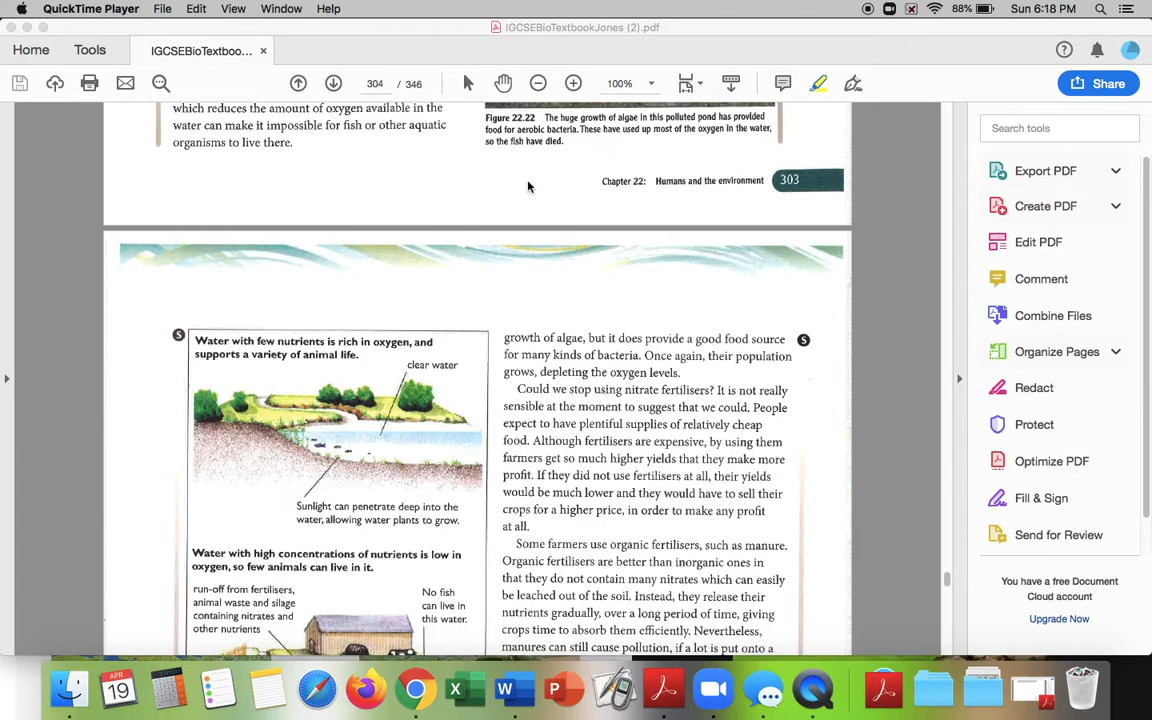 QuickTime Player File Edit View Window Help
88% Sun 6:18 PM
IGCSEBioTextbookJones (2).pdf
Home Tools IGCSEBioTextboo... ×
304 / 346 100% Share
which reduces the amount of oxygen available in the
water can make it impossible for fish or other aquatic
organisms to live there.
Figure 22.22 The huge growth of algae in this polluted pond has provided
food for aerobic bacteria. These have used up most of the oxygen in the water,
so the fish have died.
Chapter 22: Humans and the environment 303
S
Water with few nutrients is rich in oxygen, and
supports a variety of animal life.
clear water
Sunlight can penetrate deep into the
water, allowing water plants to grow.
Water with high concentrations of nutrients is low in
oxygen, so few animals can live in it.
run-off from fertilisers,
animal waste and silage
containing nitrates and
other nutrients
No fish
can live in
this water.
growth of algae, but it does provide a good food source
for many kinds of bacteria. Once again, their population
grows, depleting the oxygen levels.
Could we stop using nitrate fertilisers? It is not really
sensible at the moment to suggest that we could. People
expect to have plentiful supplies of relatively cheap
food. Although fertilisers are expensive, by using them
farmers get so much higher yields that they make more
profit. If they did not use fertilisers at all, their yields
would be much lower and they would have to sell their
crops for a higher price, in order to make any profit
at all.
Some farmers use organic fertilisers, such as manure.
Organic fertilisers are better than inorganic ones in
that they do not contain many nitrates which can easily
be leached out of the soil. Instead, they release their
nutrients gradually, over a long period of time, giving
crops time to absorb them efficiently. Nevertheless,
manures can still cause pollution, if a lot is put onto a
S
Search tools
Export PDF
Create PDF
Edit PDF
Comment
Combine Files
Organize Pages
Redact
Protect
Optimize PDF
Fill & Sign
Send for Review
You have a free Document
Cloud account
Upgrade Now
APR
19
X
W
P